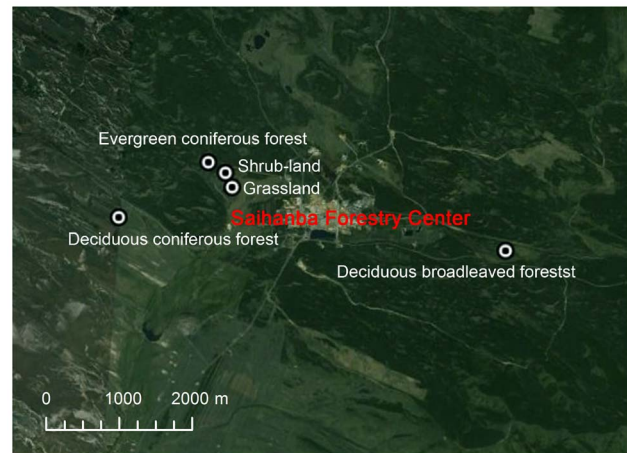 Evergreen coniferous forest
Shrub-land
Grassland
Saihanba Forestry Center
Deciduous coniferous forest
Deciduous broadleaved forestst
0 1000 2000 m